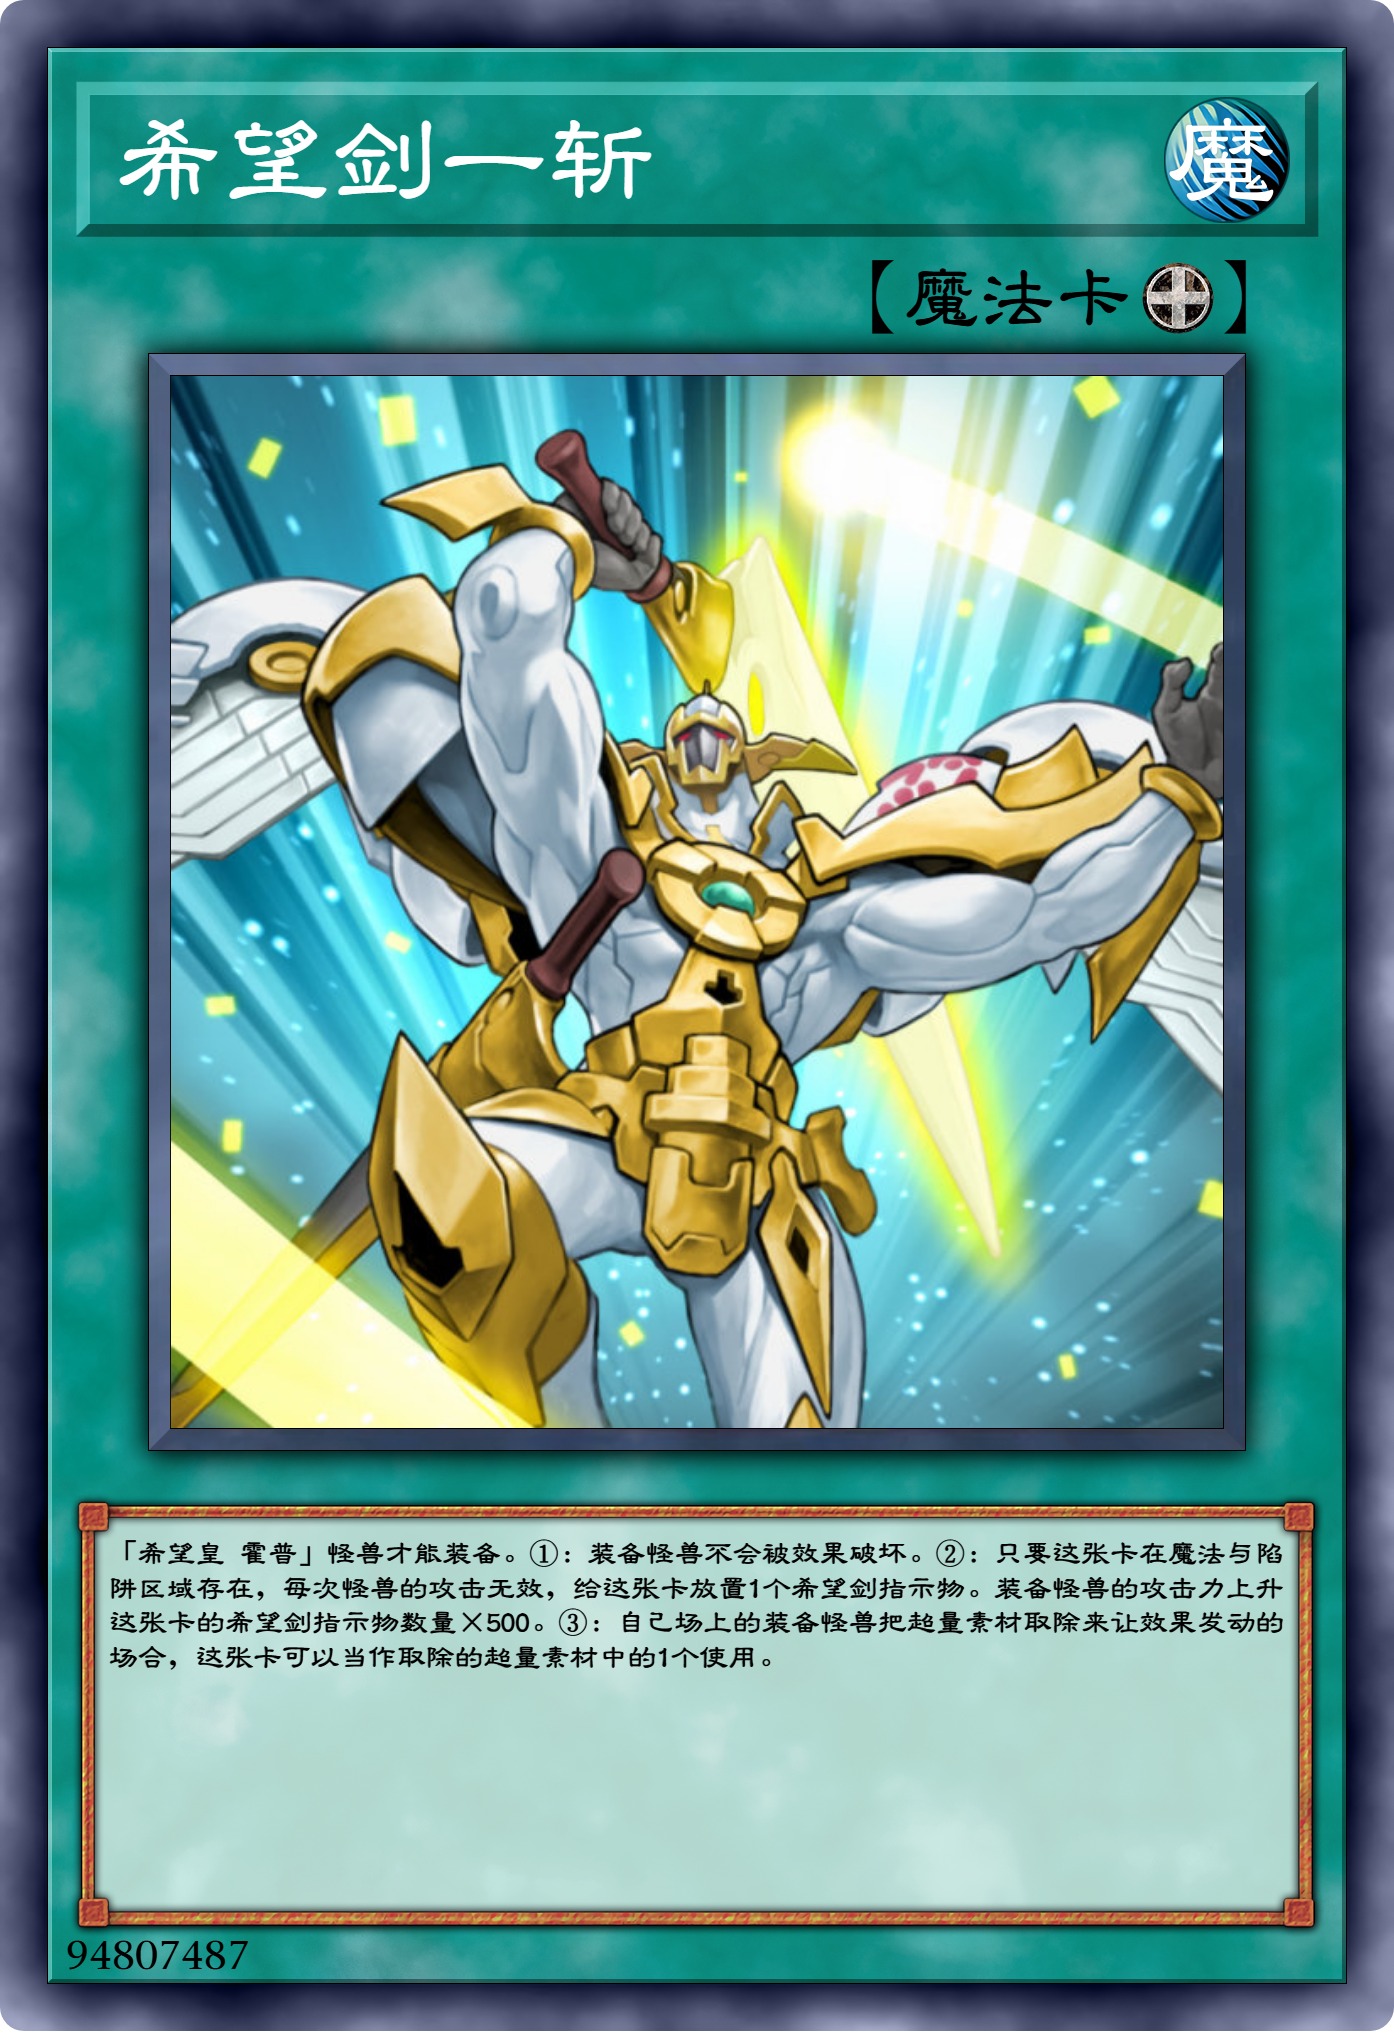 希望剑一斩
魔
【魔法卡】
「希望皇 霍普」怪兽才能装备。①：装备怪兽不会被效果破坏。②：只要这张卡在魔法与陷
阱区域存在，每次怪兽的攻击无效，给这张卡放置1个希望剑指示物。装备怪兽的攻击力上升
这张卡的希望剑指示物数量×500。③：自己场上的装备怪兽把超量素材取除来让效果发动的
场合，这张卡可以当作取除的超量素材中的1个使用。
94807487